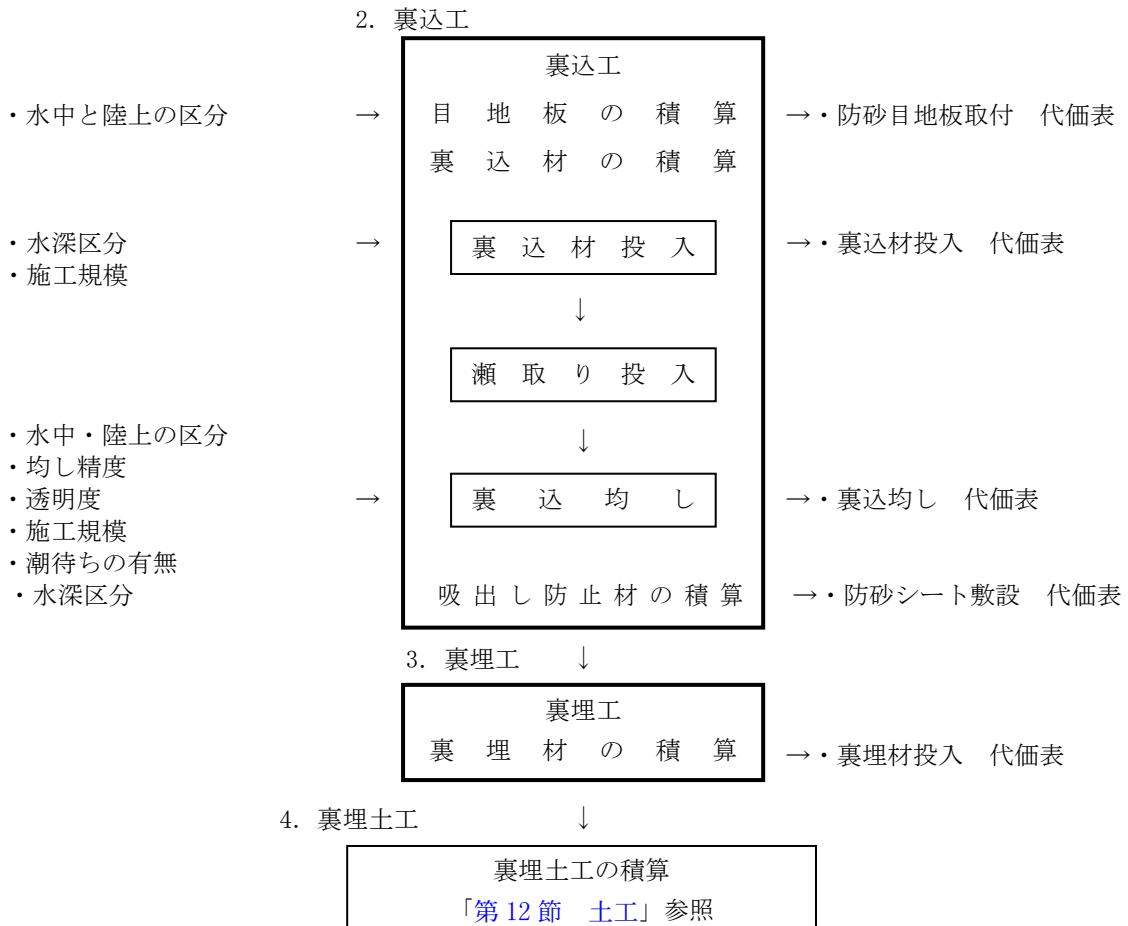 2. 裏込工
裏込工
・水中と陸上の区分 → 目地板の積算 →・防砂目地板取付 代価表
裏込材の積算
・水深区分 → 裏込材投入 →・裏込材投入 代価表
・施工規模
↓
瀬取り投入
・水中・陸上の区分 ↓
・均し精度
・透明度 → 裏込均し →・裏込均し 代価表
・施工規模
・潮待ちの有無
・水深区分 吸出し防止材の積算 →・防砂シート敷設 代価表
3. 裏埋工 ↓
裏埋工
裏埋材の積算 →・裏埋材投入 代価表
4. 裏埋土工 ↓
裏埋土工の積算
「第12節 土工」参照